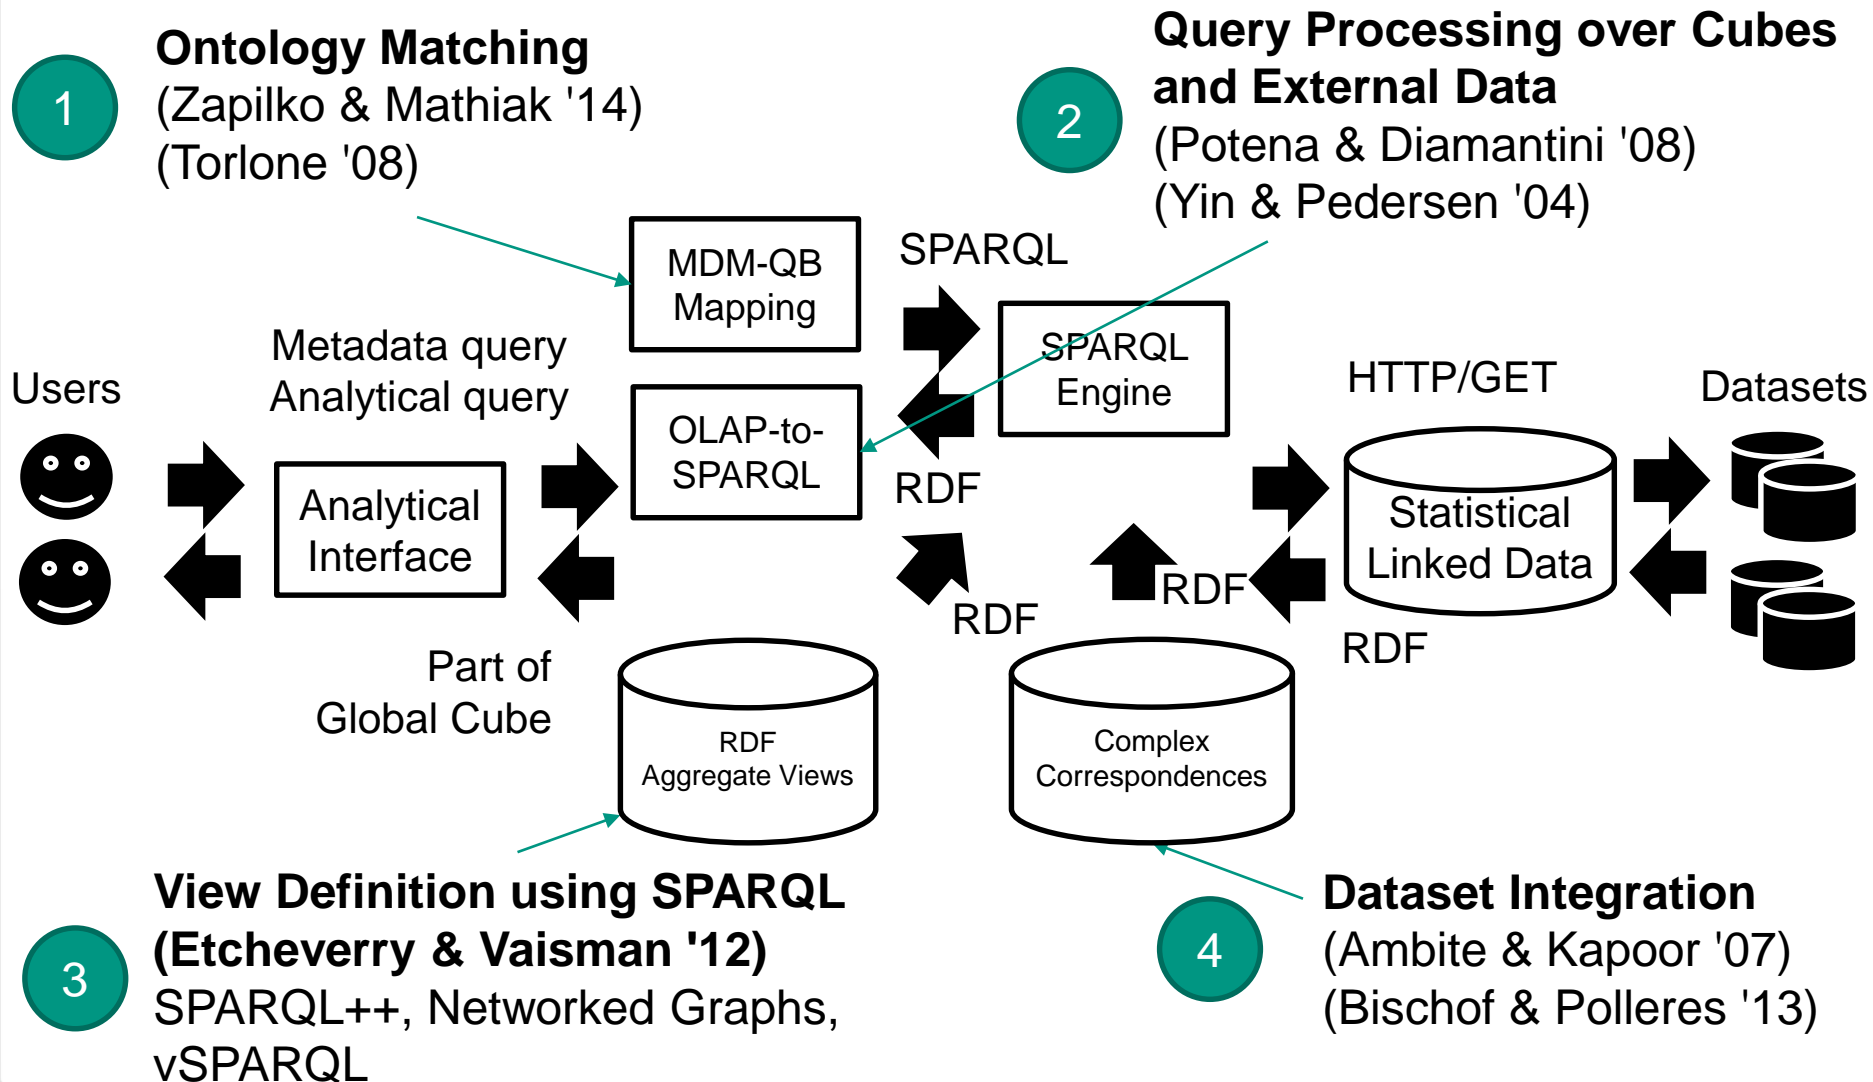 1
Ontology Matching
(Zapilko & Mathiak '14)
(Torlone '08)
2
Query Processing over Cubes
and External Data
(Potena & Diamantini '08)
(Yin & Pedersen '04)
Users
Metadata query
Analytical query
Analytical
Interface
Part of
Global Cube
MDM-QB
Mapping
OLAP-to-
SPARQL
SPARQL
SPARQL
Engine
RDF
RDF
RDF
HTTP/GET
Statistical
Linked Data
RDF
Datasets
RDF
Aggregate Views
Complex
Correspondences
3
View Definition using SPARQL
(Etcheverry & Vaisman '12)
SPARQL++, Networked Graphs,
vSPARQL
4
Dataset Integration
(Ambite & Kapoor '07)
(Bischof & Polleres '13)